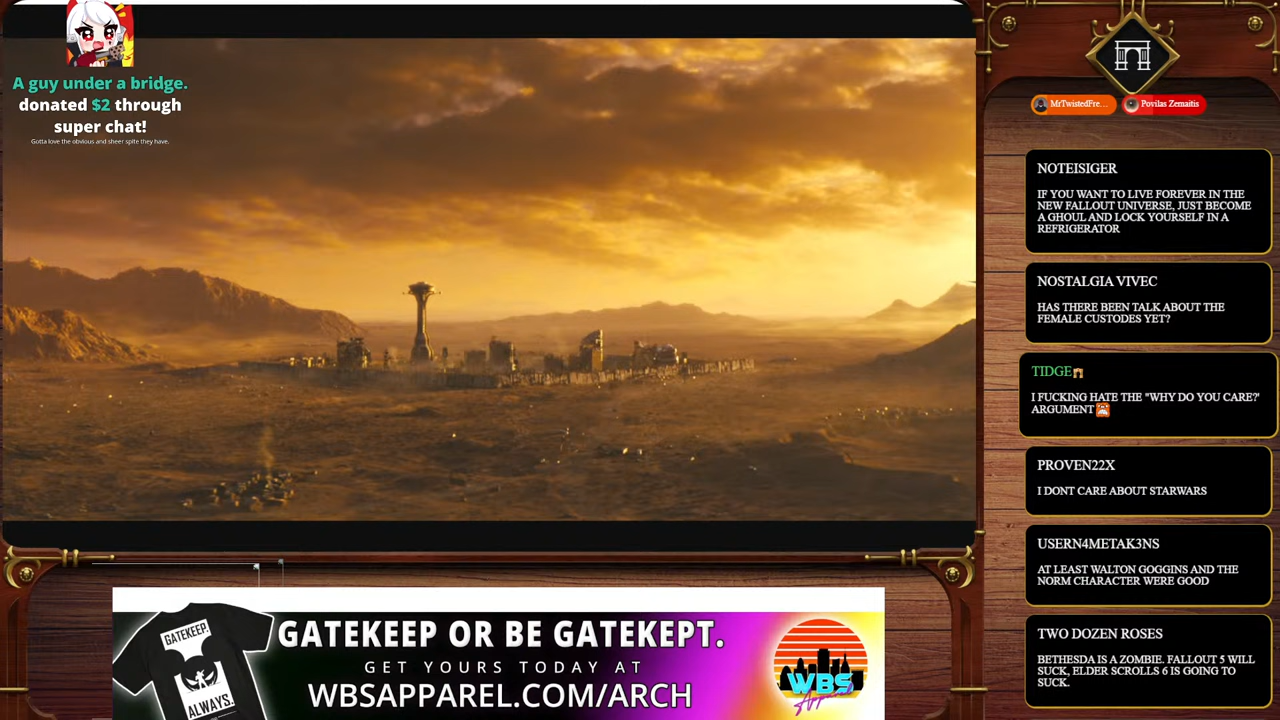 A guy under a bridge.
donated $2 through
super chat!
Gotta love the obvious and sheer spite they have.
MrTwistedFre...
Povilas Zemaitis
NOTEISIGER
IF YOU WANT TO LIVE FOREVER IN THE
NEW FALLOUT UNIVERSE, JUST BECOME
A GHOUL AND LOCK YOURSELF IN A
REFRIGERATOR
NOSTALGIA VIVEC
HAS THERE BEEN TALK ABOUT THE
FEMALE CUSTODES YET?
TIDGE
I FUCKING HATE THE "WHY DO YOU CARE?'
ARGUMENT
PROVEN22X
I DONT CARE ABOUT STARWARS
USERN4METAK3NS
AT LEAST WALTON GOGGINS AND THE
NORM CHARACTER WERE GOOD
TWO DOZEN ROSES
BETHESDA IS A ZOMBIE. FALLOUT 5 WILL
SUCK, ELDER SCROLLS 6 IS GOING TO
SUCK.
GATEKEEP.
ALWAYS.
GATEKEEP OR BE GATEKEPT.
GET YOURS TODAY AT
WBSAPPAREL.COM/ARCH
WBS
Apparel